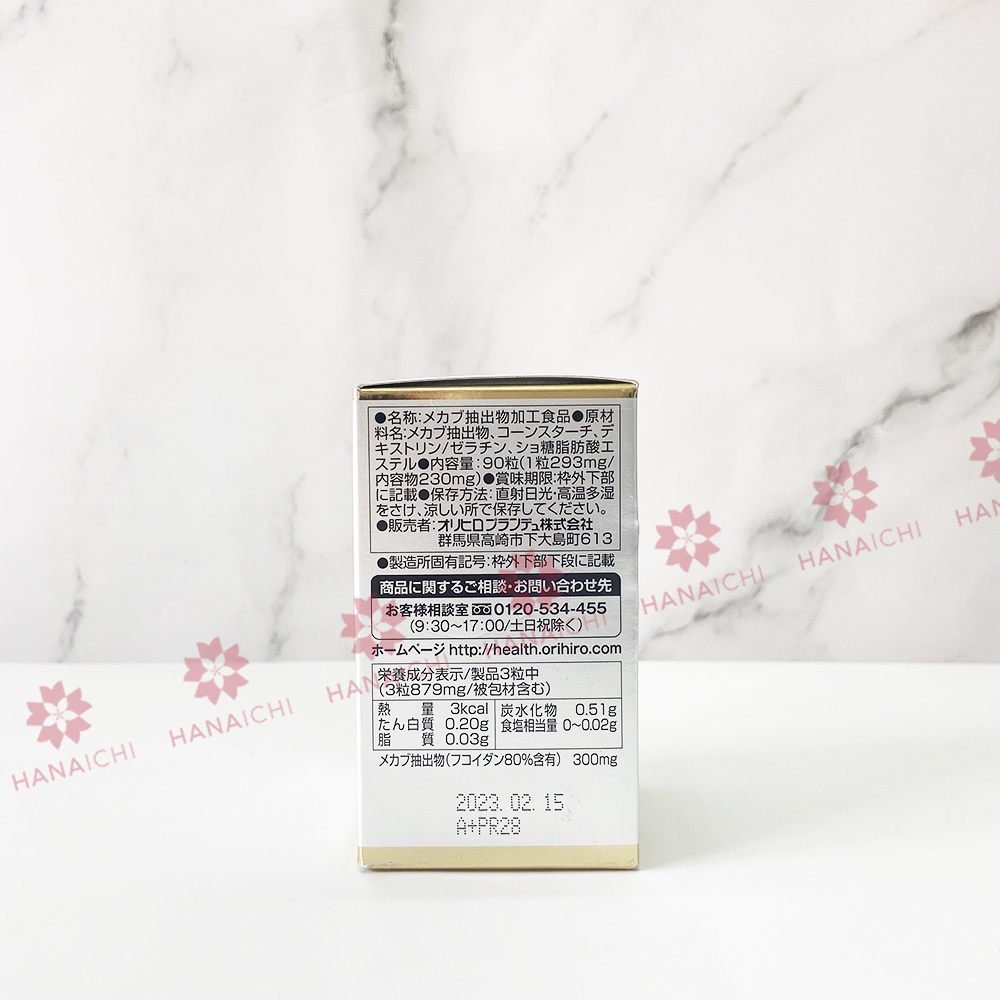 ●名称:メカブ抽出物加工食品●原材
料名:メカブ抽出物、コーンスターチ、デ
キストリン/ゼラチン、ショ糖脂肪酸エ
ステル●内容量:90粒(1粒293mg/
内容物230mg)●賞味期限:枠外下部
に記載●保存方法:直射日光・高温多湿
をさけ、涼しい所で保存してください。
●販売者:オリヒロプランデュ株式会社
群馬県高崎市下大島町613
●製造所固有記号:枠外下部下段に記載
商品に関するご相談・お問い合わせ先
お客様相談室 0120-534-455
(9:30~17:00/土日祝除く)
ホームページ http://health.orihiro.com
栄養成分表示/製品3粒中
(3粒879mg/被包材含む)
熱量 3kcal 炭水化物 0.51g
たん白質 0.20g 食塩相当量 0~0.02g
脂質 0.03g
メカブ抽出物(フコイダン80%含有) 300mg
2023.02.15
A+PR28
HANAICHI
HANAICHI
HANAICHI
HANAICHI
HANAICHI
HANAICHI